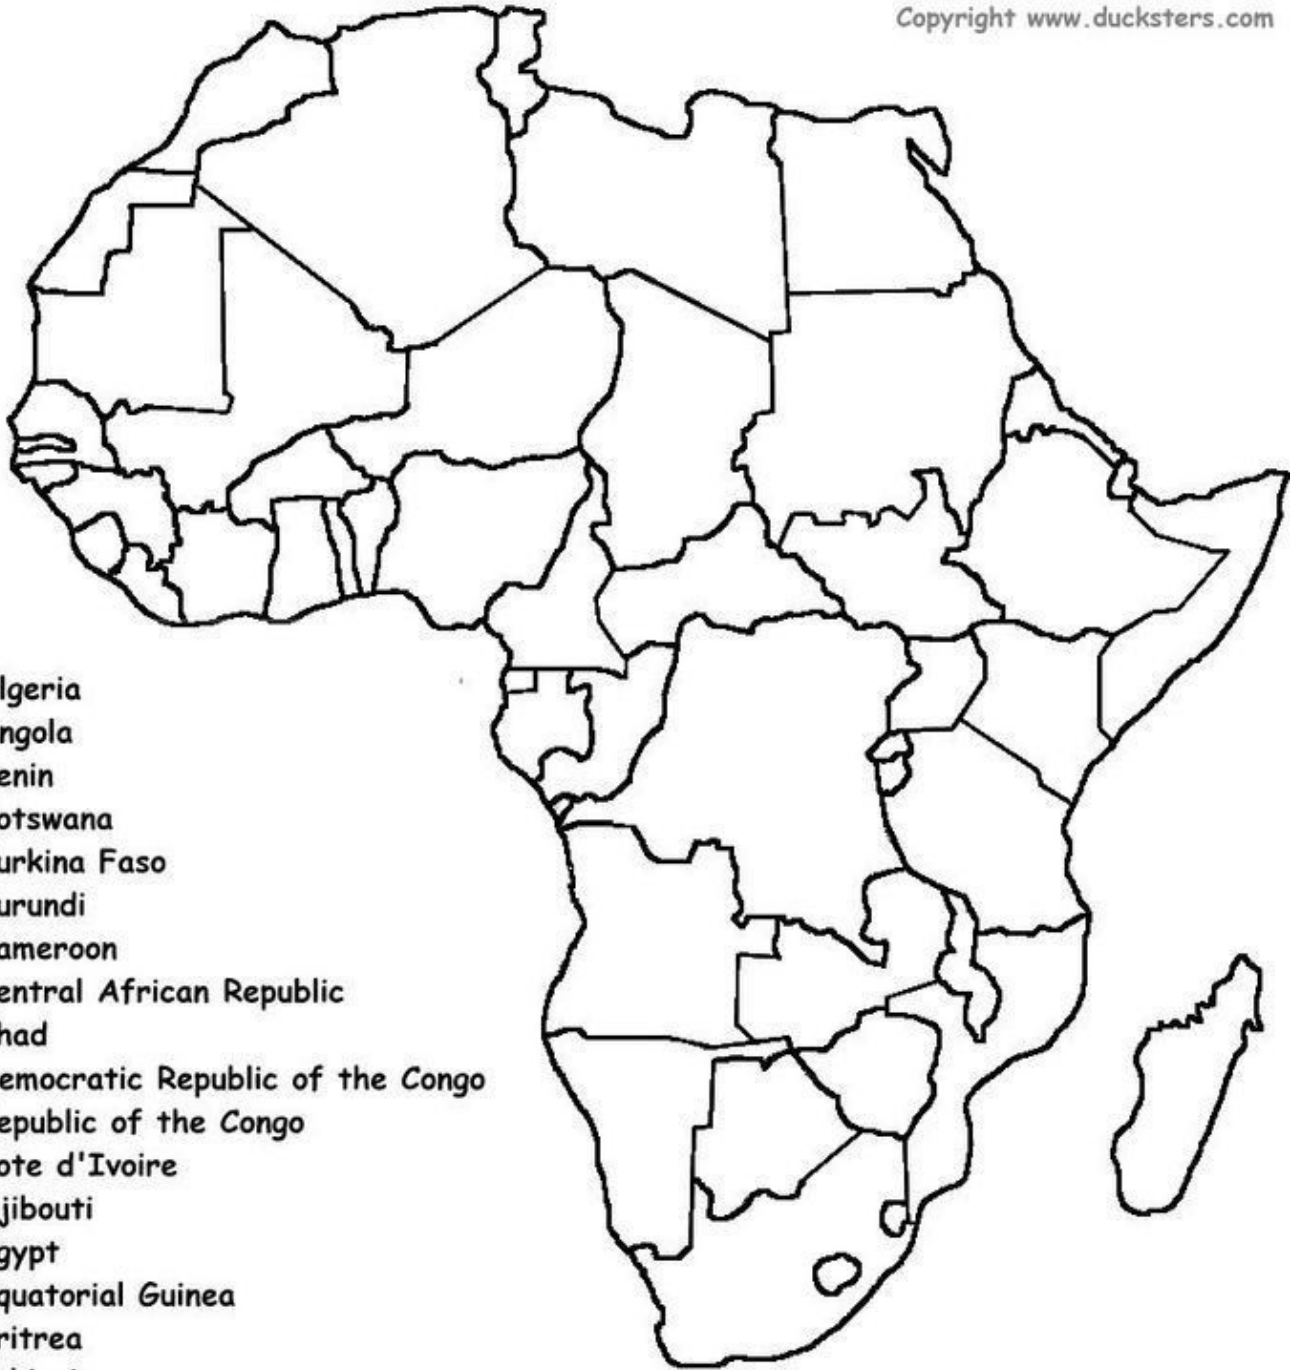 Copyright www.ducksters.com
lgeria
ngola
enin
otswana
urkina Faso
urundi
ameroon
entral African Republic
had
emocratic Republic of the Congo
epublic of the Congo
ote d'Ivoire
jibouti
gypt
quatorial Guinea
ritrea